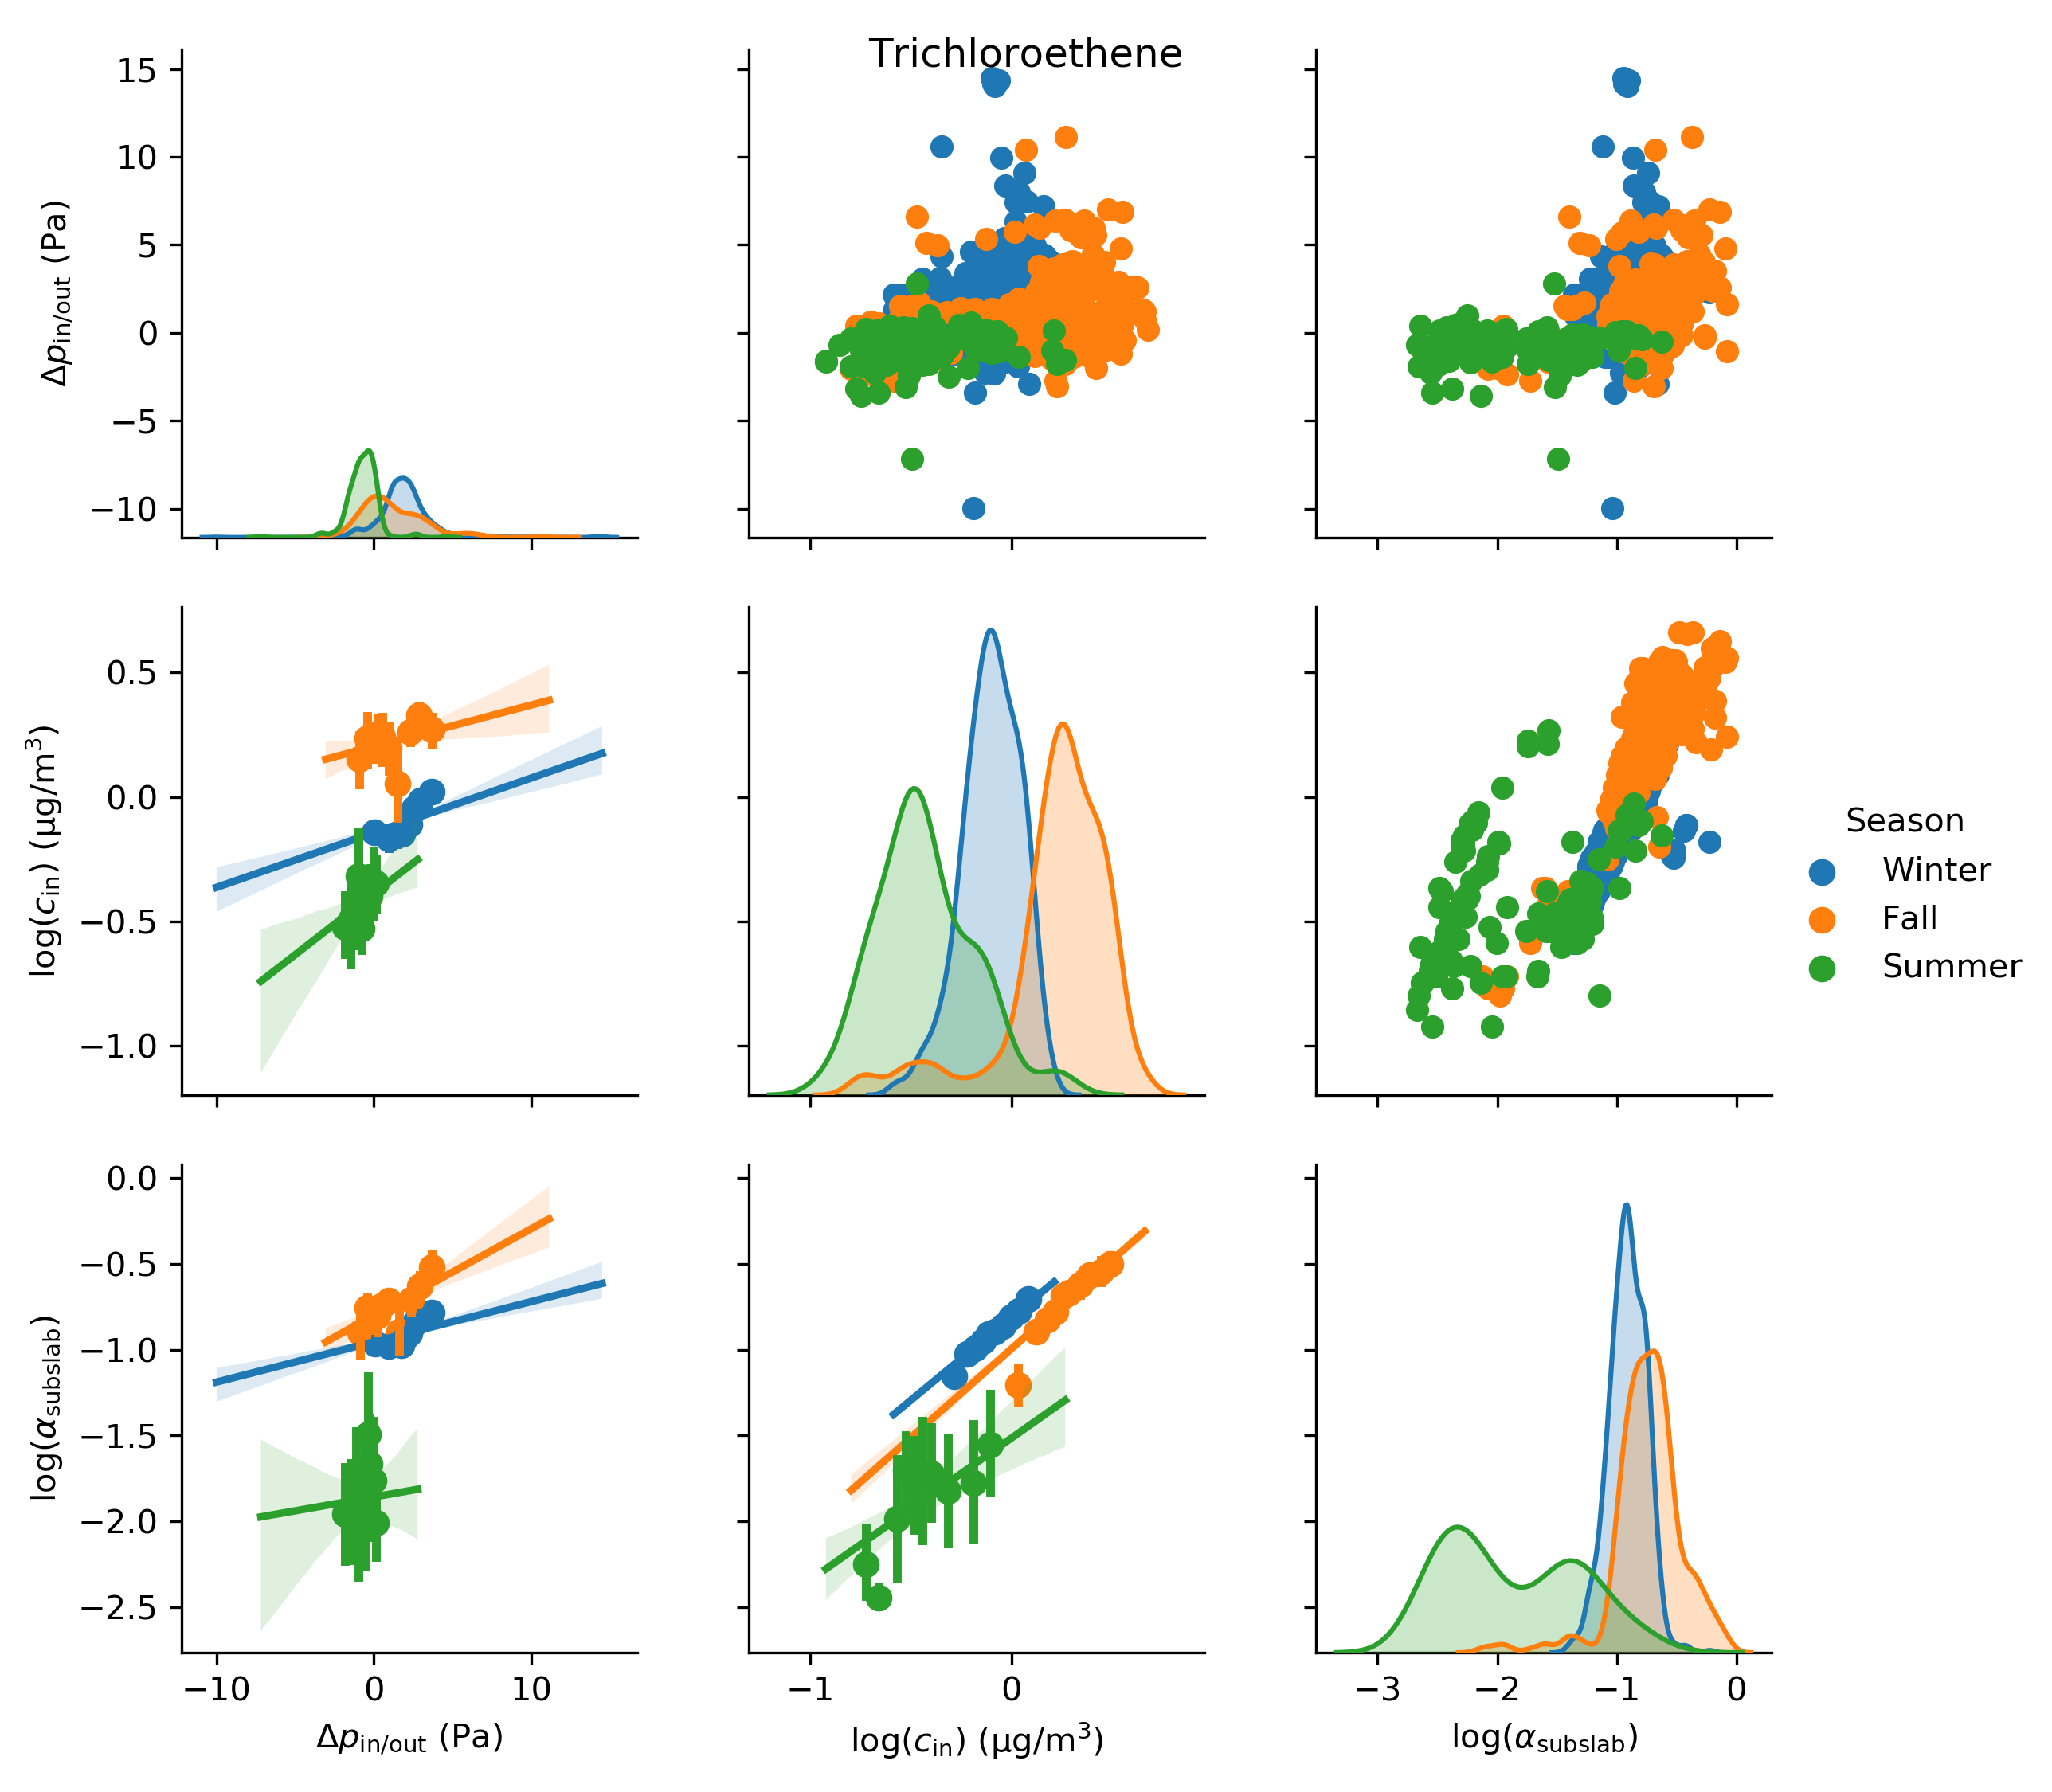 Trichloroethene
15
10
5
0
−5
−10
Δp_in/out (Pa)
0.5
0.0
−0.5
−1.0
log(c_in) (µg/m³)
Season
Winter
Fall
Summer
0.0
−0.5
−1.0
−1.5
−2.0
−2.5
log(α_subslab)
−10 0 10
−1 0
−3 −2 −1 0
Δp_in/out (Pa)
log(c_in) (µg/m³)
log(α_subslab)